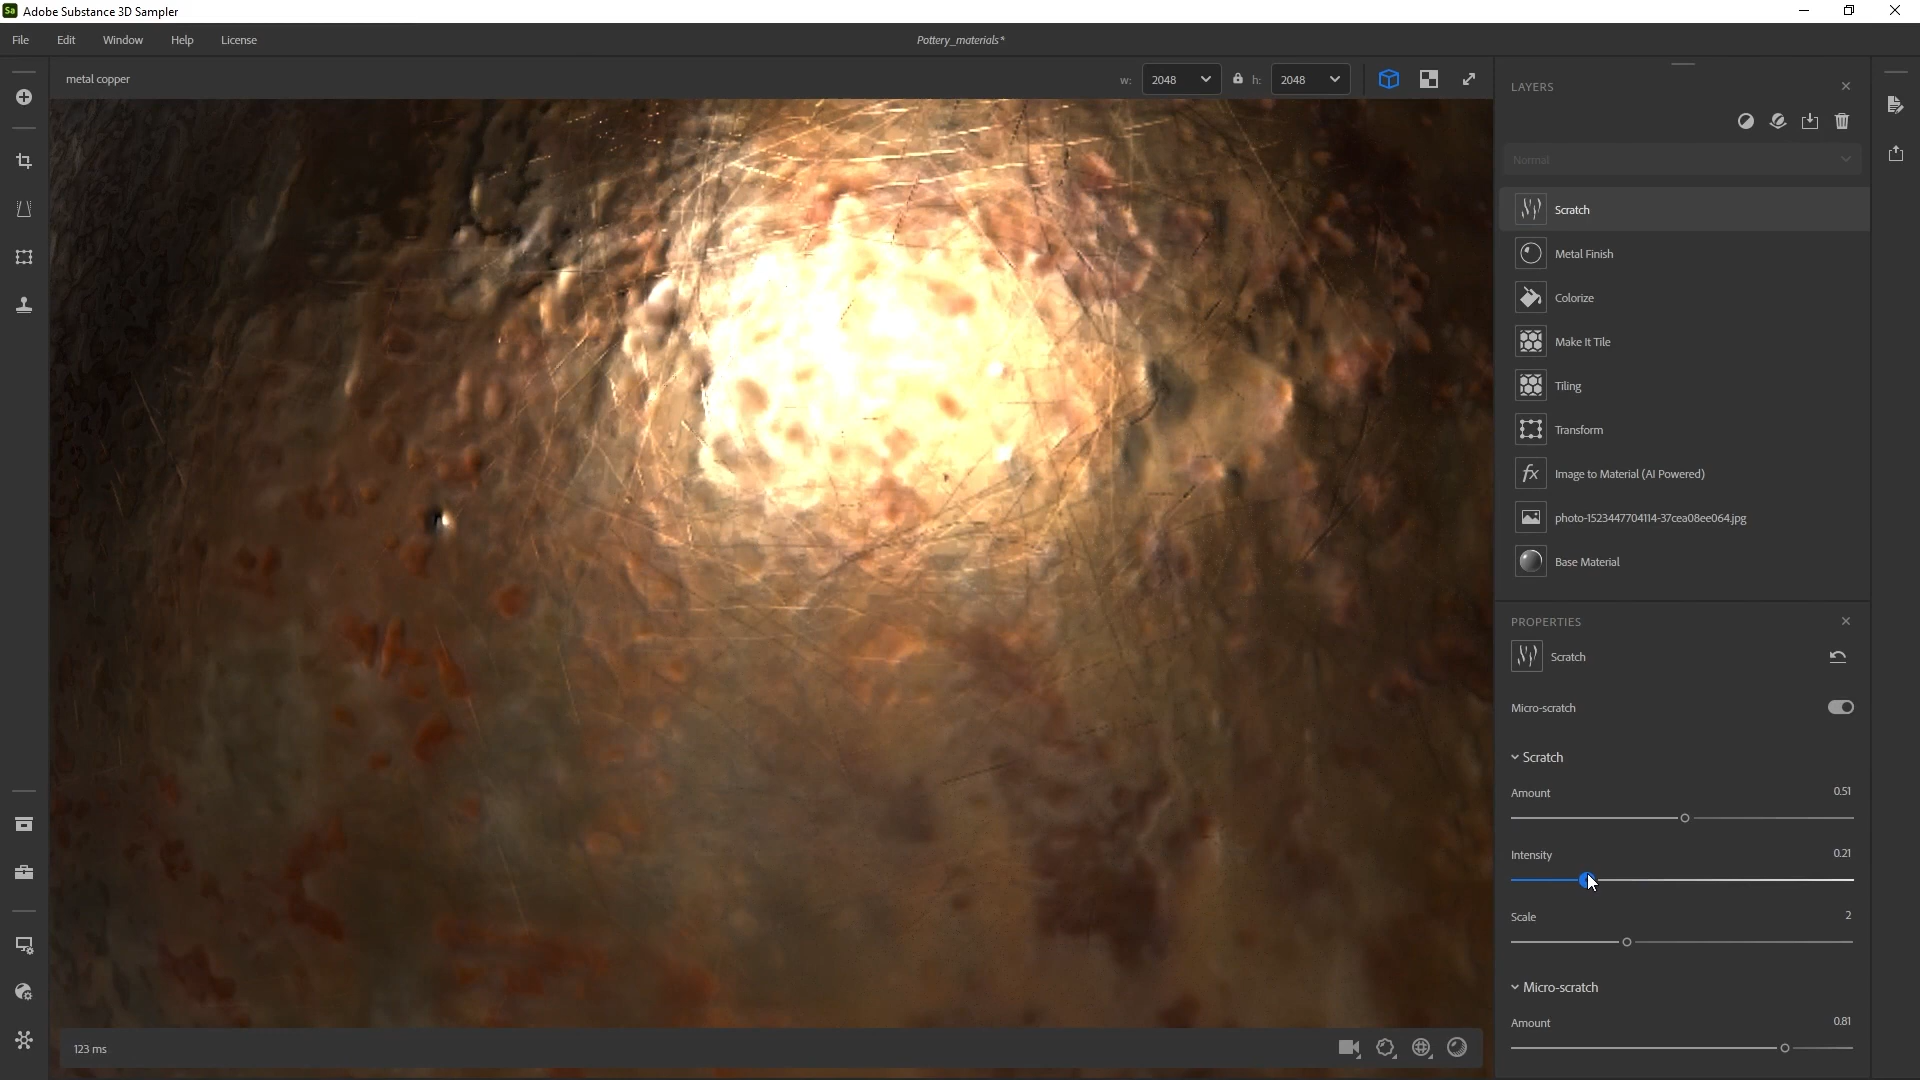 Sa Adobe Substance 3D Sampler
File Edit Window Help License Pottery_materials*
metal copper w: 2048 h: 2048
LAYERS
Normal
Scratch
Metal Finish
Colorize
Make It Tile
Tiling
Transform
fx Image to Material (AI Powered)
photo-1523447704114-37cea08ee064.jpg
Base Material
PROPERTIES
Scratch
Micro-scratch
Scratch
Amount 0.51
Intensity 0.21
Scale 2
Micro-scratch
Amount 0.81
123 ms